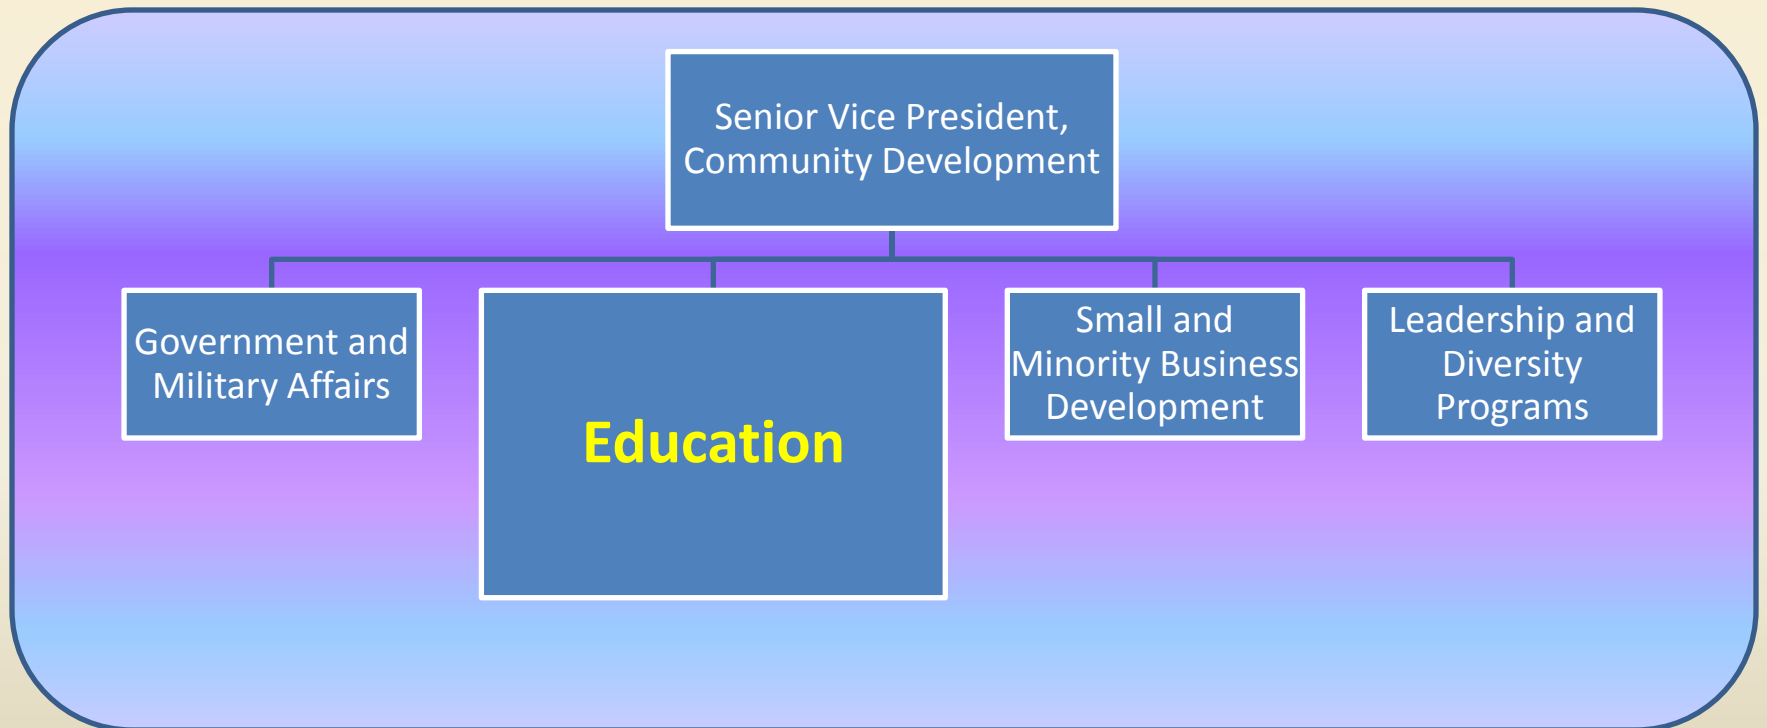 Senior Vice President,
Community Development
Government and
Military Affairs
Education
Small and
Minority Business
Development
Leadership and
Diversity
Programs